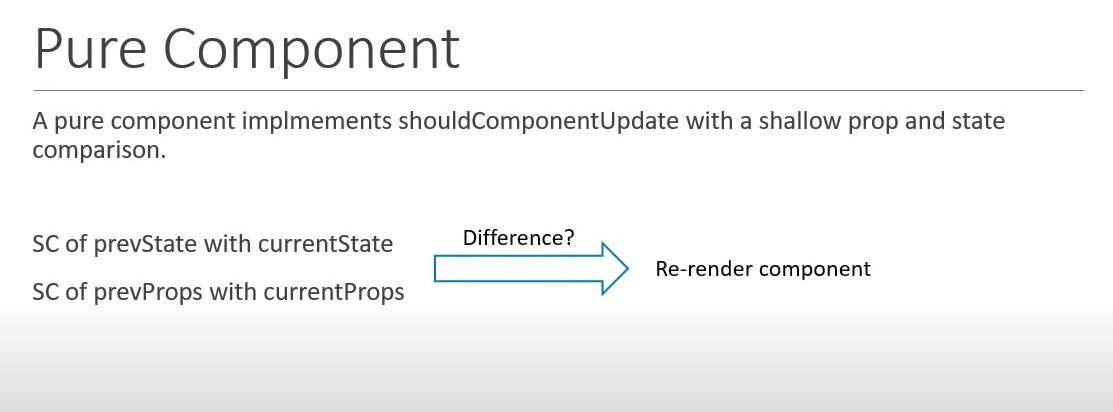 Pure Component
A pure component implmements shouldComponentUpdate with a shallow prop and state
comparison.
SC of prevState with currentState
SC of prevProps with currentProps
Difference?
Re-render component